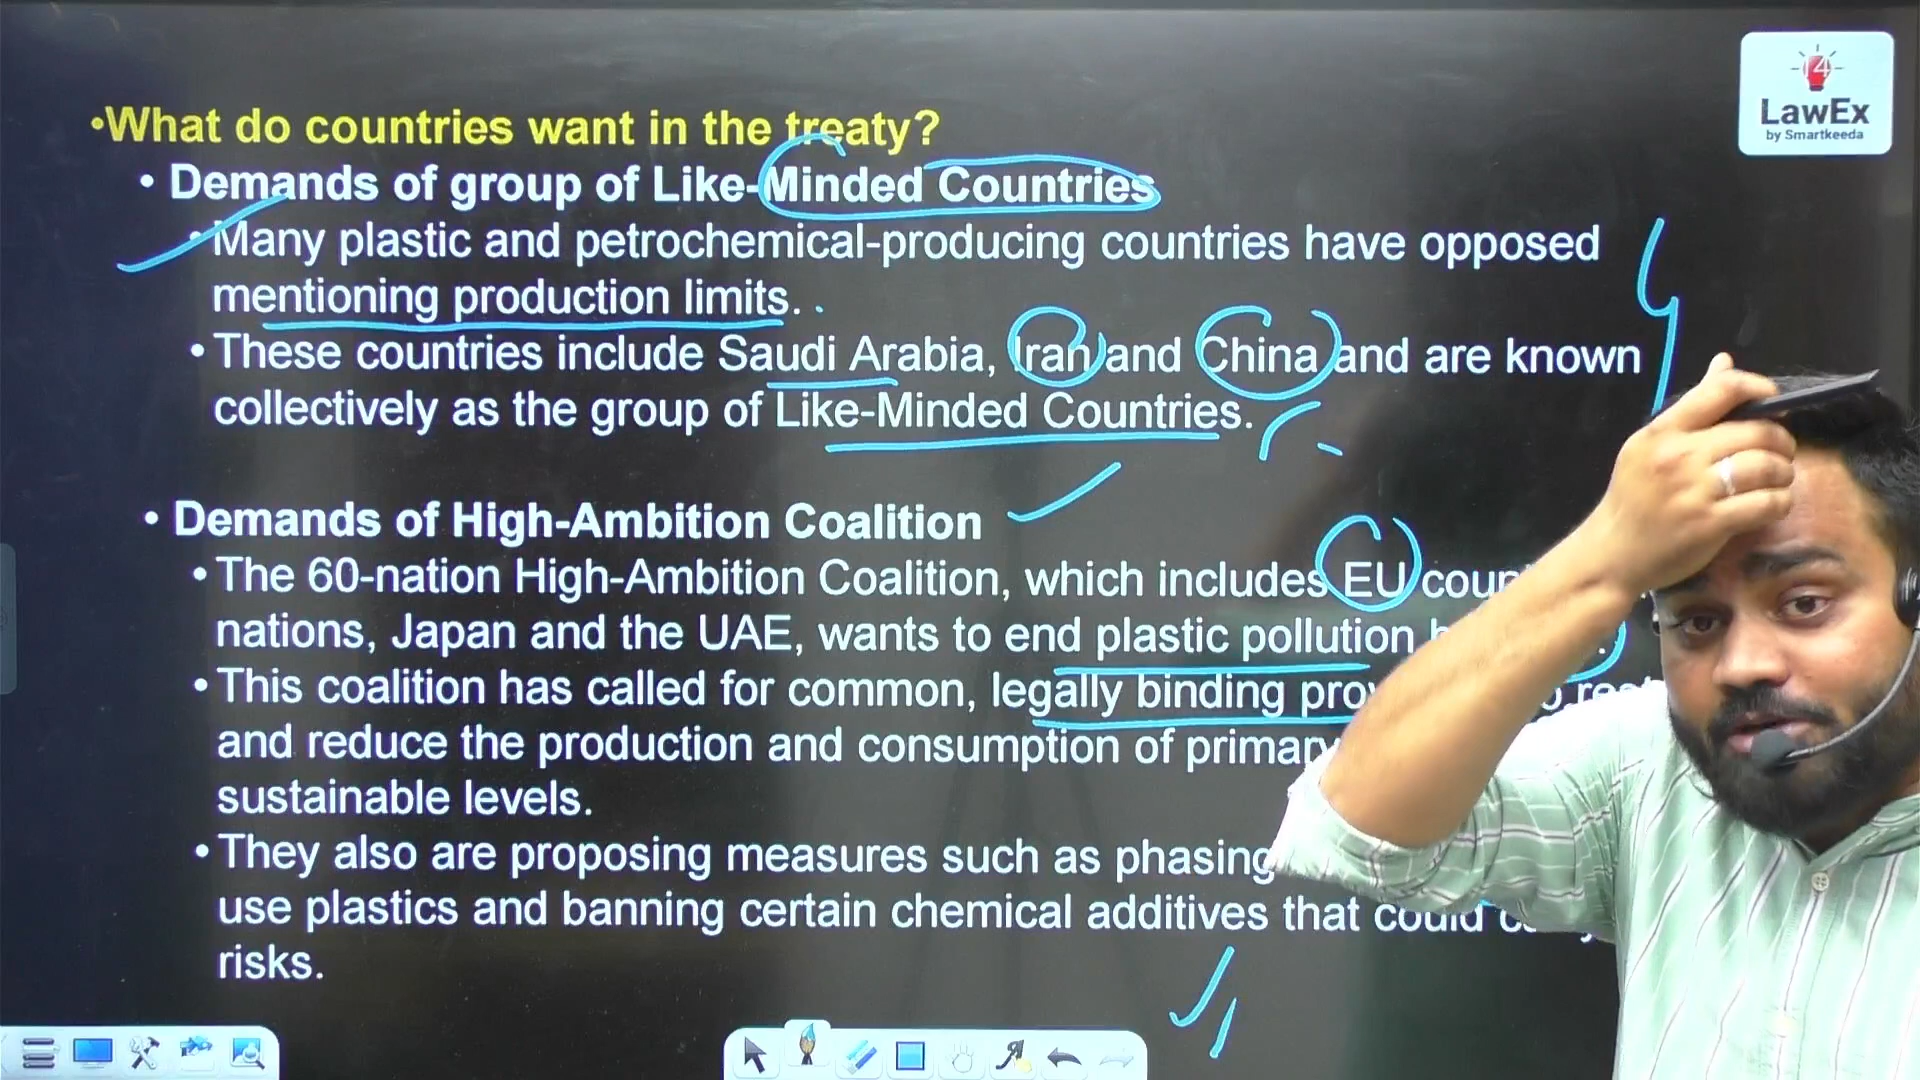 •What do countries want in the treaty?
• Demands of group of Like-Minded Countries
• Many plastic and petrochemical-producing countries have opposed
mentioning production limits.
• These countries include Saudi Arabia, Iran and China and are known
collectively as the group of Like-Minded Countries.
• Demands of High-Ambition Coalition
• The 60-nation High-Ambition Coalition, which includes EU
nations, Japan and the UAE, wants to end plastic pollution
• This coalition has called for common, legally binding
and reduce the production and consumption of primary
sustainable levels.
• They also are proposing measures such as phasing
use plastics and banning certain chemical additives that could
risks.
14
LawEx
by Smartkeeda